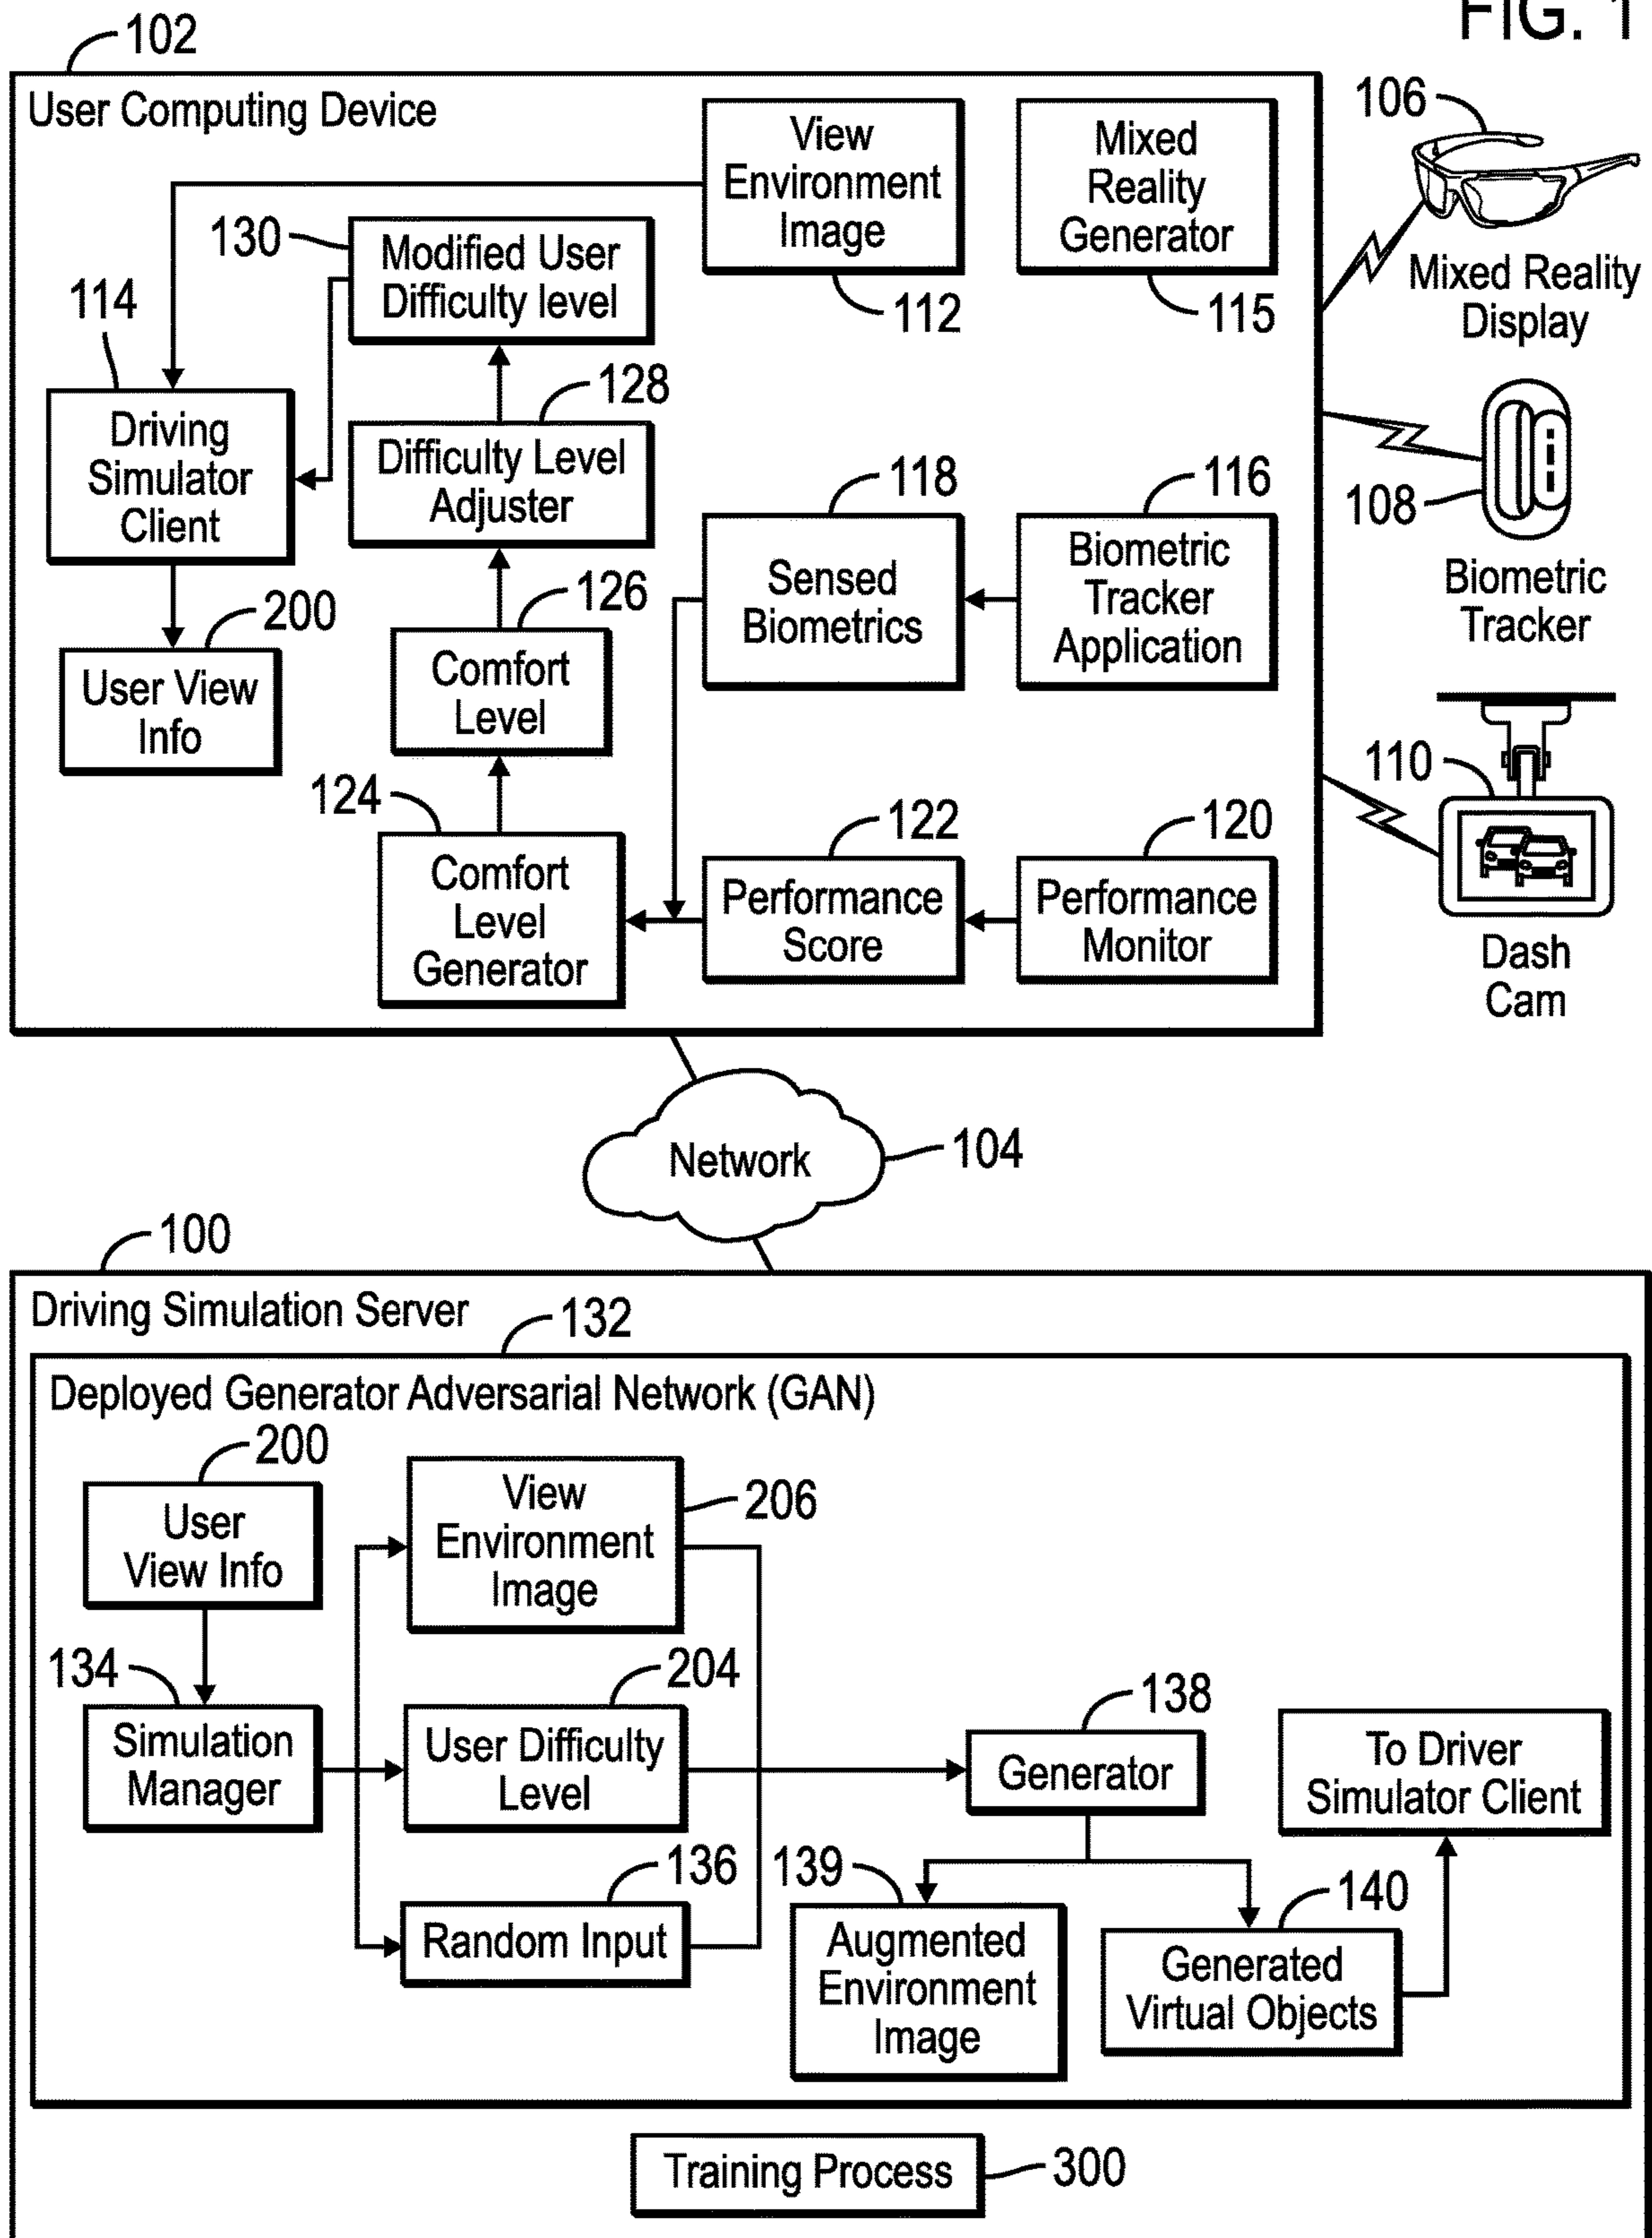 FIG. 1
102
User Computing Device
View
Environment
Image
112
Mixed
Reality
Generator
115
106
Mixed Reality
Display
130
Modified User
Difficulty level
114
Driving
Simulator
Client
128
Difficulty Level
Adjuster
118
Sensed
Biometrics
116
Biometric
Tracker
Application
108
Biometric
Tracker
200
User View
Info
126
Comfort
Level
124
Comfort
Level
Generator
122
Performance
Score
120
Performance
Monitor
110
Dash
Cam
Network
104
100
Driving Simulation Server
132
Deployed Generator Adversarial Network (GAN)
200
User
View Info
View
Environment
Image
206
134
Simulation
Manager
204
User Difficulty
Level
136
Random Input
138
Generator
To Driver
Simulator Client
139
Augmented
Environment
Image
140
Generated
Virtual Objects
Training Process
300